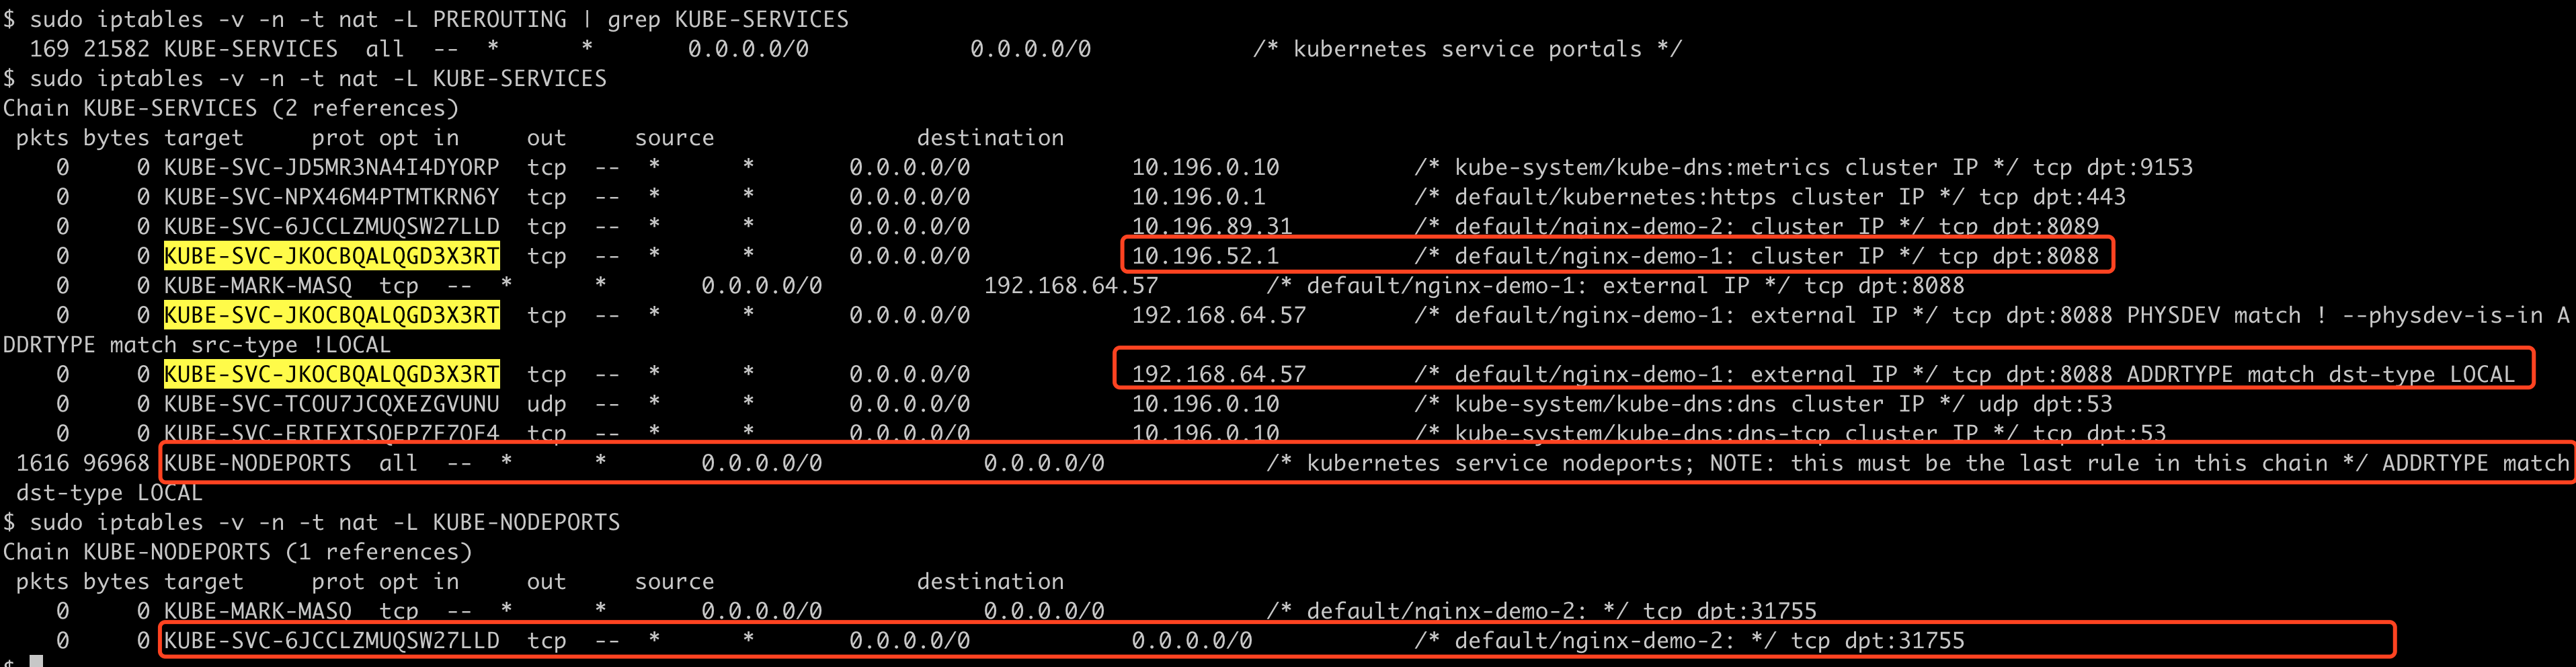 $ sudo iptables -v -n -t nat -L PREROUTING | grep KUBE-SERVICES
  169 21582 KUBE-SERVICES  all  --  *      *       0.0.0.0/0            0.0.0.0/0            /* kubernetes service portals */
$ sudo iptables -v -n -t nat -L KUBE-SERVICES
Chain KUBE-SERVICES (2 references)
 pkts bytes target     prot opt in     out     source               destination
    0     0 KUBE-SVC-JD5MR3NA4I4DYORP  tcp  --  *      *       0.0.0.0/0            10.196.0.10          /* kube-system/kube-dns:metrics cluster IP */ tcp dpt:9153
    0     0 KUBE-SVC-NPX46M4PTMTKRN6Y  tcp  --  *      *       0.0.0.0/0            10.196.0.1           /* default/kubernetes:https cluster IP */ tcp dpt:443
    0     0 KUBE-SVC-6JCCLZMUQSW27LLD  tcp  --  *      *       0.0.0.0/0            10.196.89.31         /* default/nginx-demo-2: cluster IP */ tcp dpt:8089
    0     0 KUBE-SVC-JKOCBQALQGD3X3RT  tcp  --  *      *       0.0.0.0/0            10.196.52.1          /* default/nginx-demo-1: cluster IP */ tcp dpt:8088
    0     0 KUBE-MARK-MASQ  tcp  --  *      *       0.0.0.0/0            192.168.64.57        /* default/nginx-demo-1: external IP */ tcp dpt:8088
    0     0 KUBE-SVC-JKOCBQALQGD3X3RT  tcp  --  *      *       0.0.0.0/0            192.168.64.57        /* default/nginx-demo-1: external IP */ tcp dpt:8088 PHYSDEV match ! --physdev-is-in A
DDRTYPE match src-type !LOCAL
    0     0 KUBE-SVC-JKOCBQALQGD3X3RT  tcp  --  *      *       0.0.0.0/0            192.168.64.57        /* default/nginx-demo-1: external IP */ tcp dpt:8088 ADDRTYPE match dst-type LOCAL
    0     0 KUBE-SVC-TCOU7JCQXEZGVUNU  udp  --  *      *       0.0.0.0/0            10.196.0.10          /* kube-system/kube-dns:dns cluster IP */ udp dpt:53
    0     0 KUBE-SVC-ERIFXISQEP7F7OF4  tcp  --  *      *       0.0.0.0/0            10.196.0.10          /* kube-system/kube-dns:dns-tcp cluster IP */ tcp dpt:53
 1616 96968 KUBE-NODEPORTS  all  --  *      *       0.0.0.0/0            0.0.0.0/0            /* kubernetes service nodeports; NOTE: this must be the last rule in this chain */ ADDRTYPE match
 dst-type LOCAL
$ sudo iptables -v -n -t nat -L KUBE-NODEPORTS
Chain KUBE-NODEPORTS (1 references)
 pkts bytes target     prot opt in     out     source               destination
    0     0 KUBE-MARK-MASQ  tcp  --  *      *       0.0.0.0/0            0.0.0.0/0            /* default/nginx-demo-2: */ tcp dpt:31755
    0     0 KUBE-SVC-6JCCLZMUQSW27LLD  tcp  --  *      *       0.0.0.0/0            0.0.0.0/0            /* default/nginx-demo-2: */ tcp dpt:31755
$